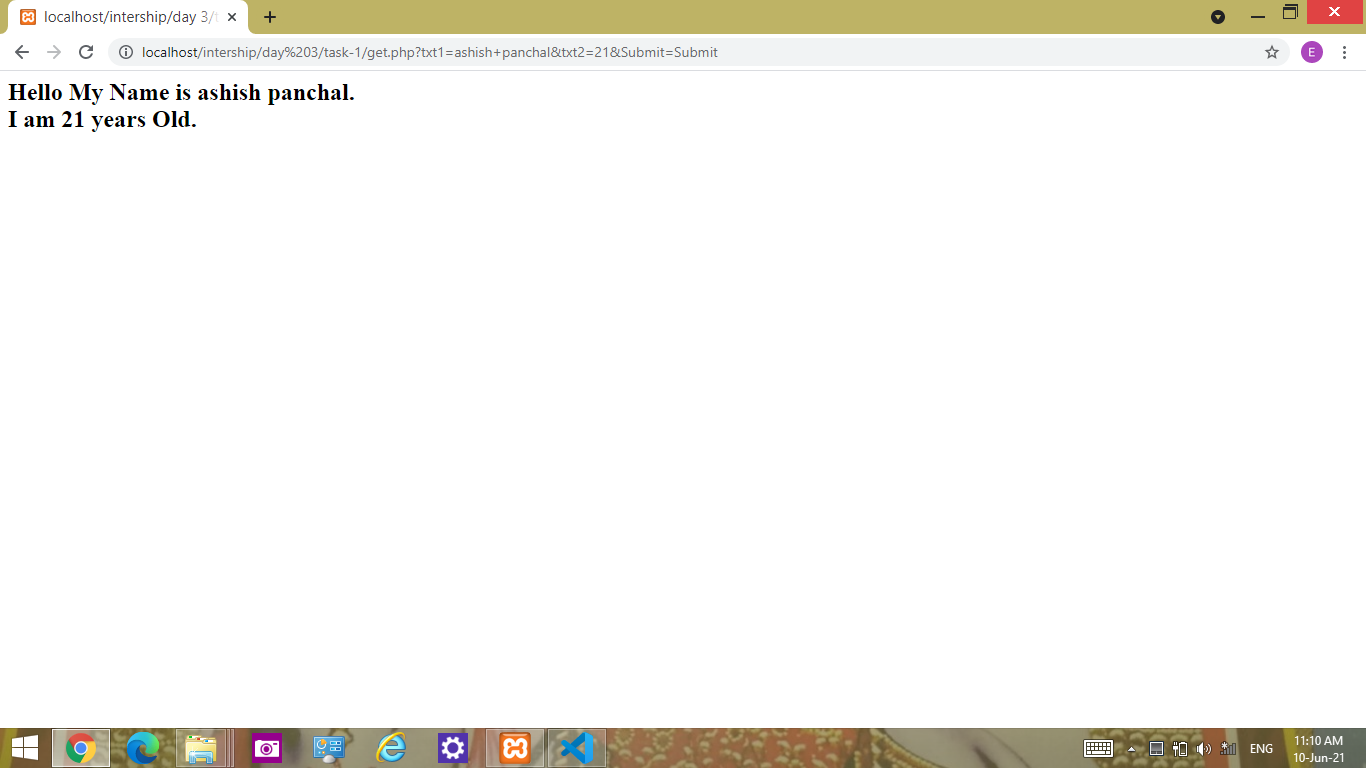 localhost/intership/day 3/
localhost/intership/day%203/task-1/get.php?txt1=ashish+panchal&txt2=21&Submit=Submit
E
Hello My Name is ashish panchal.
I am 21 years Old.
ENG
11:10 AM
10-Jun-21